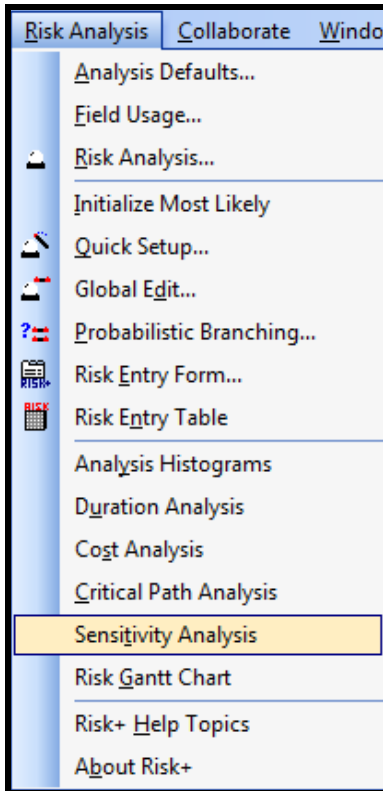 Risk Analysis Collaborate Windo
Analysis Defaults...
Field Usage...
Risk Analysis...
Initialize Most Likely
Quick Setup...
Global Edit...
?
Probabilistic Branching...
RISK+
Risk Entry Form...
RISK
Risk Entry Table
Analysis Histograms
Duration Analysis
Cost Analysis
Critical Path Analysis
Sensitivity Analysis
Risk Gantt Chart
Risk+ Help Topics
About Risk+